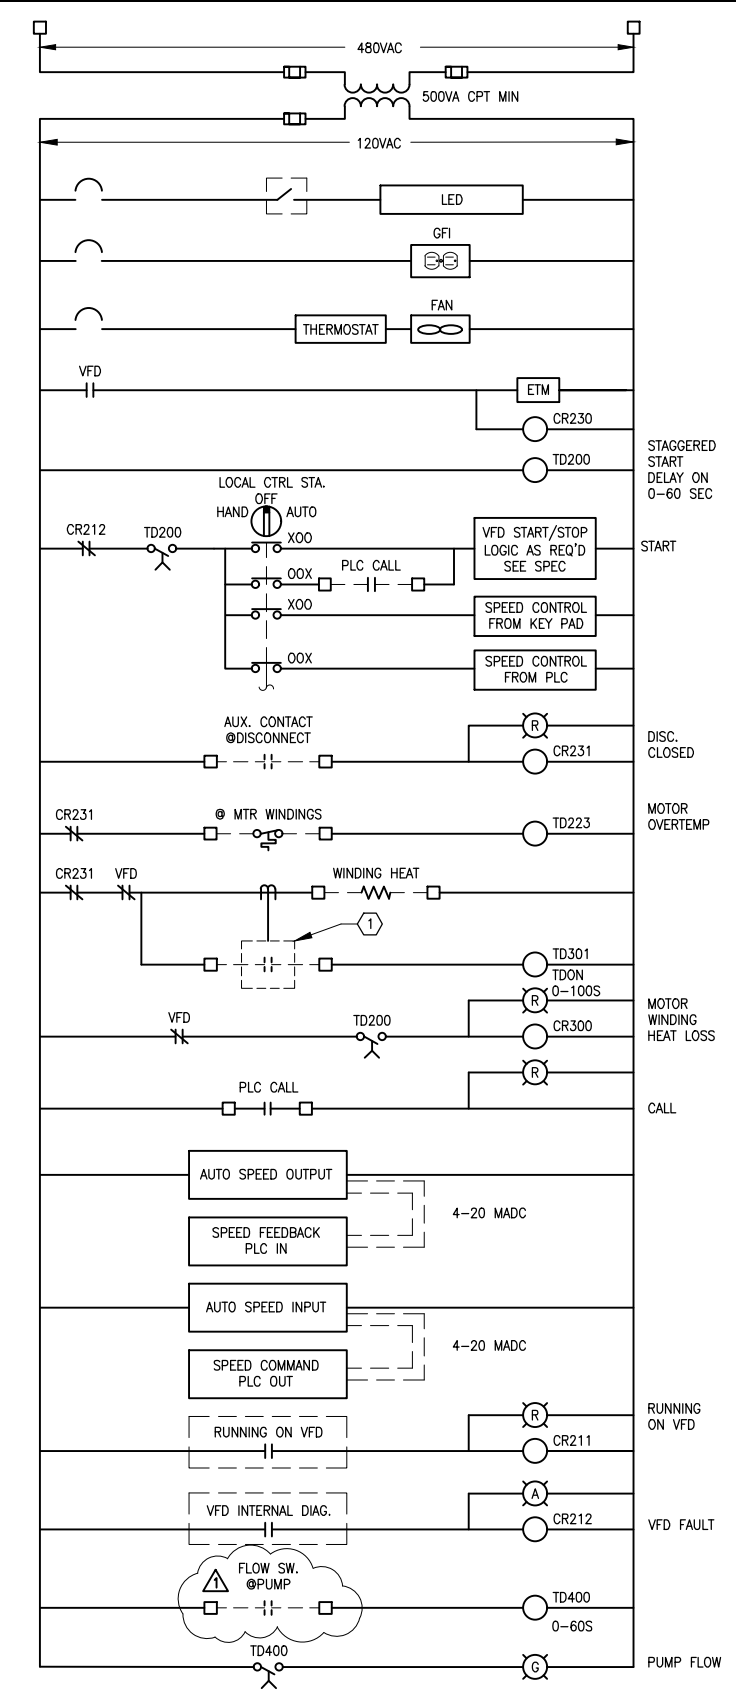 480VAC
500VA CPT MIN
120VAC
LED
GFI
THERMOSTAT
FAN
VFD
ETM
CR230
TD200
STAGGERED
START
DELAY ON
0-60 SEC
LOCAL CTRL STA.
OFF
HAND
AUTO
CR212
TD200
XOO
VFD START/STOP
LOGIC AS REQ'D
SEE SPEC
START
OOX
PLC CALL
XOO
SPEED CONTROL
FROM KEY PAD
OOX
SPEED CONTROL
FROM PLC
AUX. CONTACT
@DISCONNECT
R
CR231
DISC.
CLOSED
CR231
@ MTR WINDINGS
TD223
MOTOR
OVERTEMP
CR231
VFD
WINDING HEAT
1
TD301
TDON
0-100S
R
VFD
TD200
CR300
MOTOR
WINDING
HEAT LOSS
PLC CALL
R
CALL
AUTO SPEED OUTPUT
4-20 MADC
SPEED FEEDBACK
PLC IN
AUTO SPEED INPUT
4-20 MADC
SPEED COMMAND
PLC OUT
RUNNING ON VFD
R
CR211
RUNNING
ON VFD
VFD INTERNAL DIAG.
A
CR212
VFD FAULT
1
FLOW SW.
@PUMP
TD400
0-60S
TD400
G
PUMP FLOW